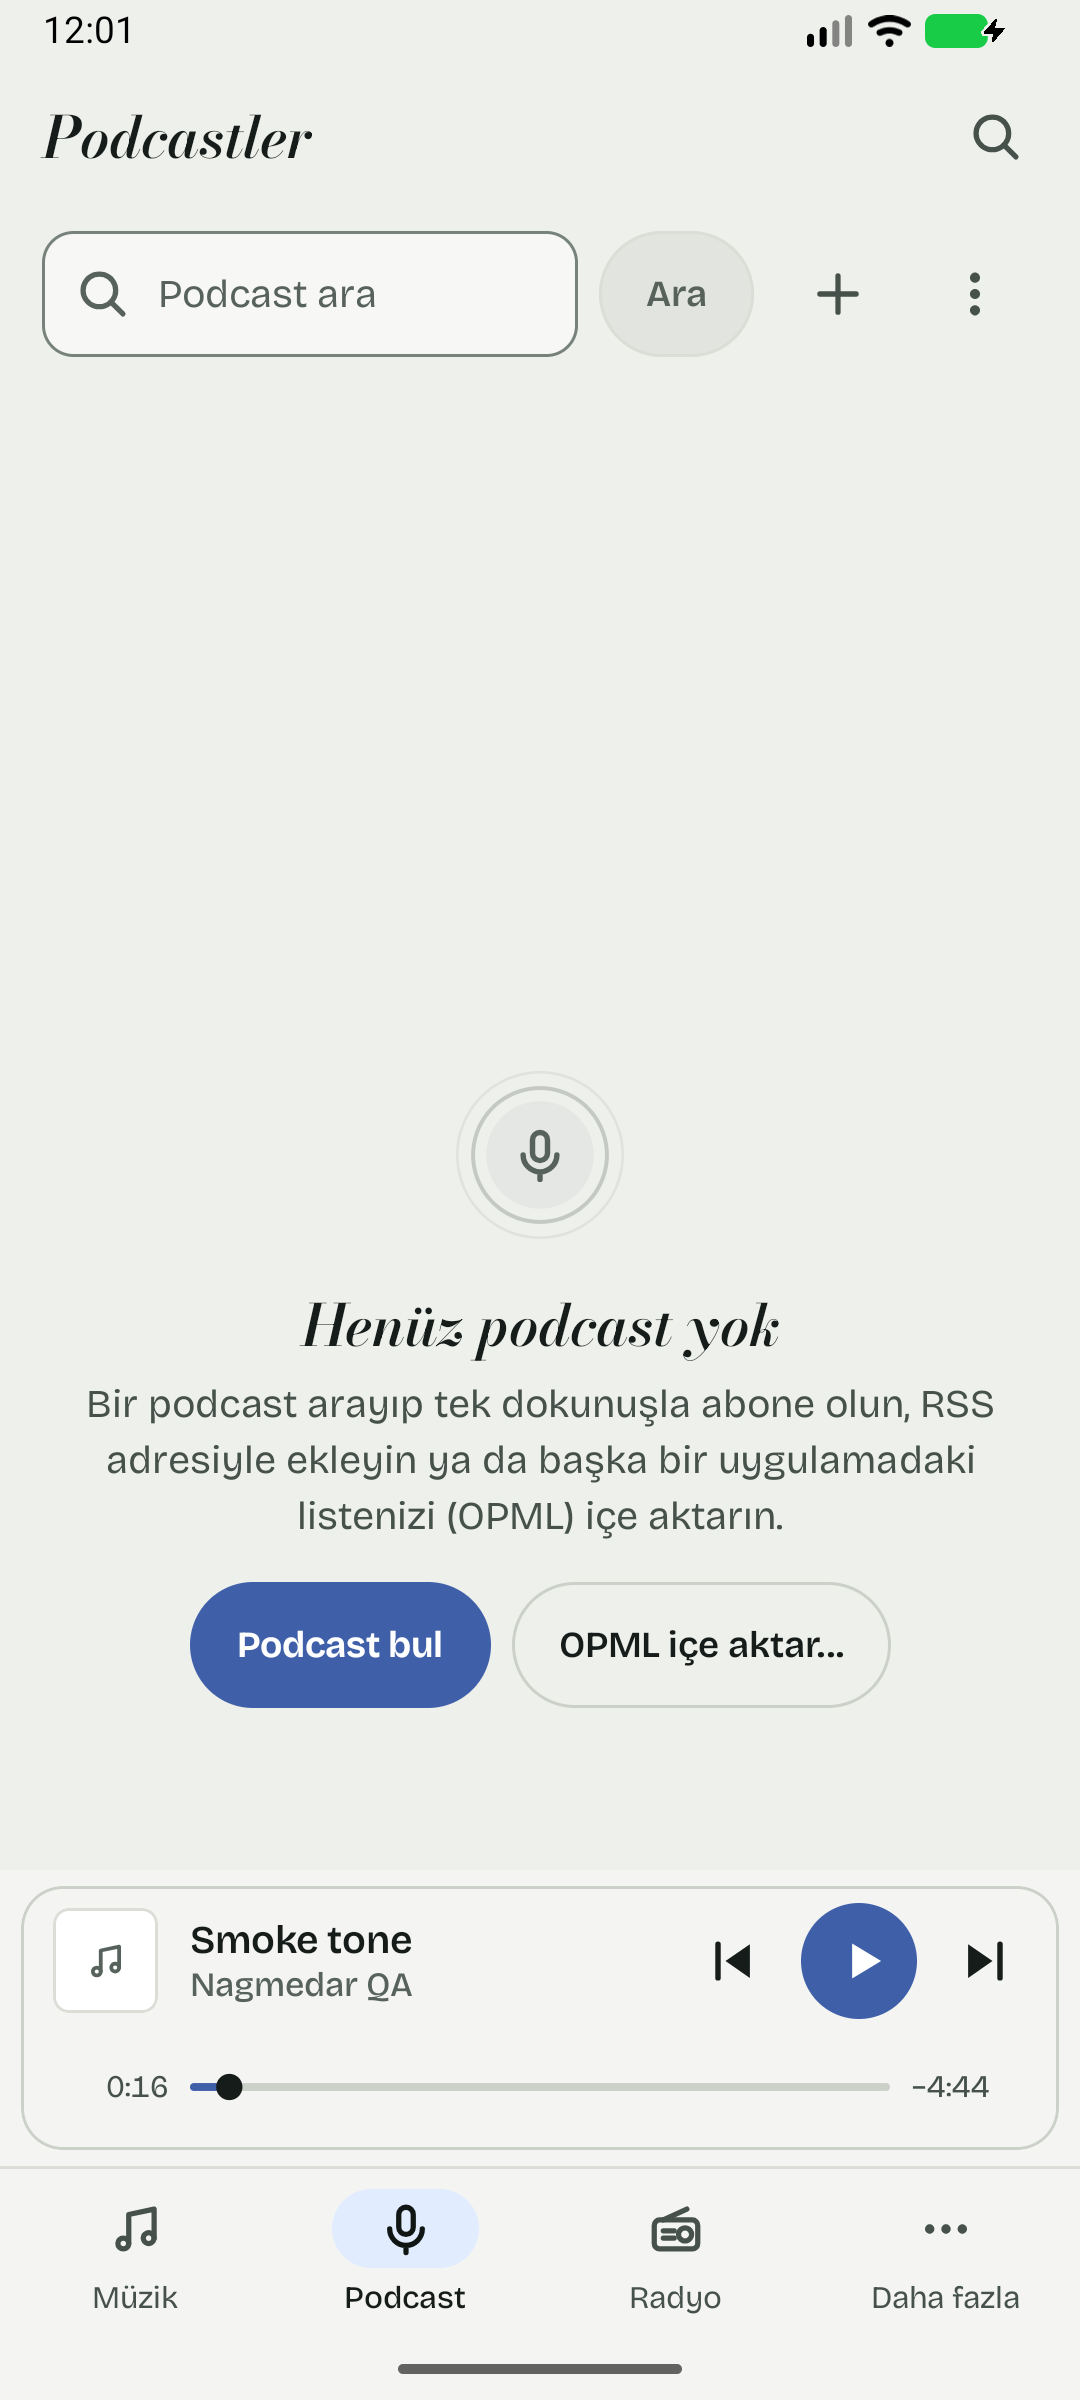 12:01
Podcastler
Podcast ara
Ara
Henüz podcast yok
Bir podcast arayıp tek dokunuşla abone olun, RSS
adresiyle ekleyin ya da başka bir uygulamadaki
listenizi (OPML) içe aktarın.
Podcast bul
OPML içe aktar...
Smoke tone
Nagmedar QA
0:16
-4:44
Müzik
Podcast
Radyo
Daha fazla